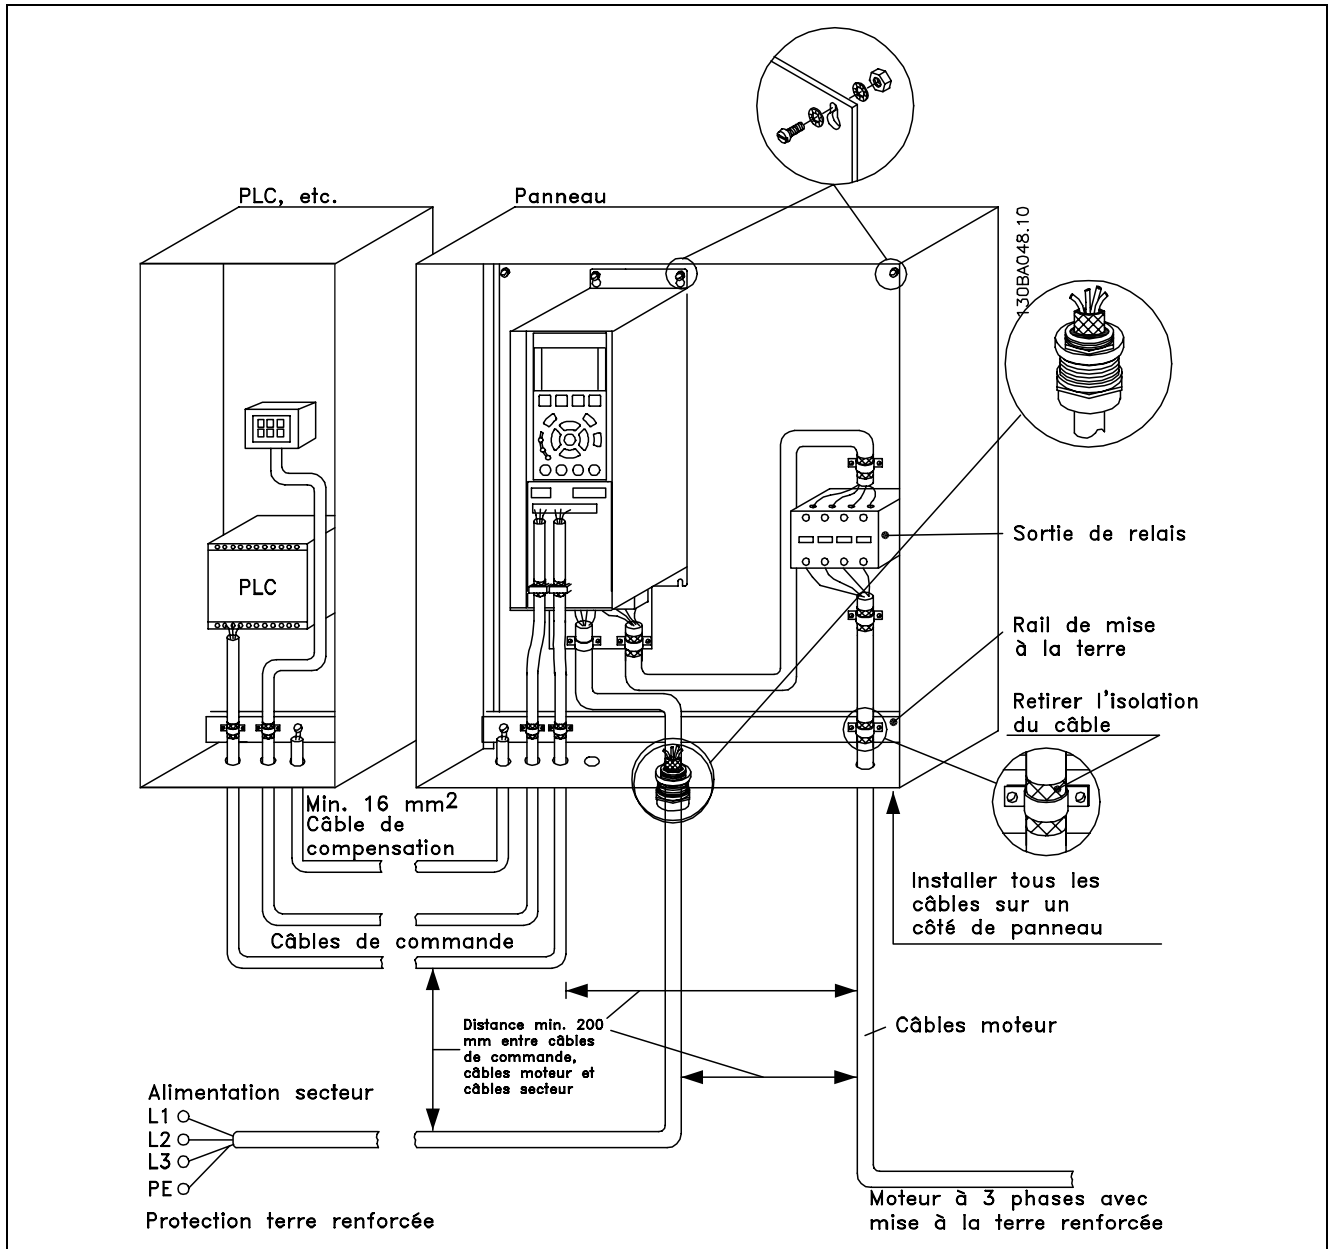 PLC, etc.
Panneau
130BA048.10
PLC
Sortie de relais
Rail de mise
à la terre
Retirer l'isolation
du câble
Min. 16 mm2
Câble de
compensation
Installer tous les
câbles sur un
côté de panneau
Câbles de commande
Distance min. 200
mm entre câbles
de commande,
câbles moteur et
câbles secteur
Câbles moteur
Alimentation secteur
L1
L2
L3
PE
Protection terre renforcée
Moteur à 3 phases avec
mise à la terre renforcée